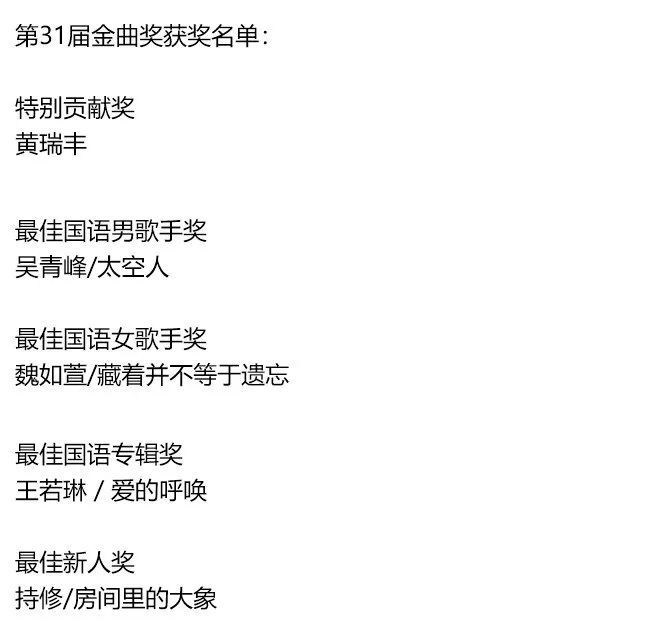 第31届金曲奖获奖名单：
特别贡献奖
黄瑞丰
最佳国语男歌手奖
吴青峰/太空人
最佳国语女歌手奖
魏如萱/藏着并不等于遗忘
最佳国语专辑奖
王若琳 / 爱的呼唤
最佳新人奖
持修/房间里的大象